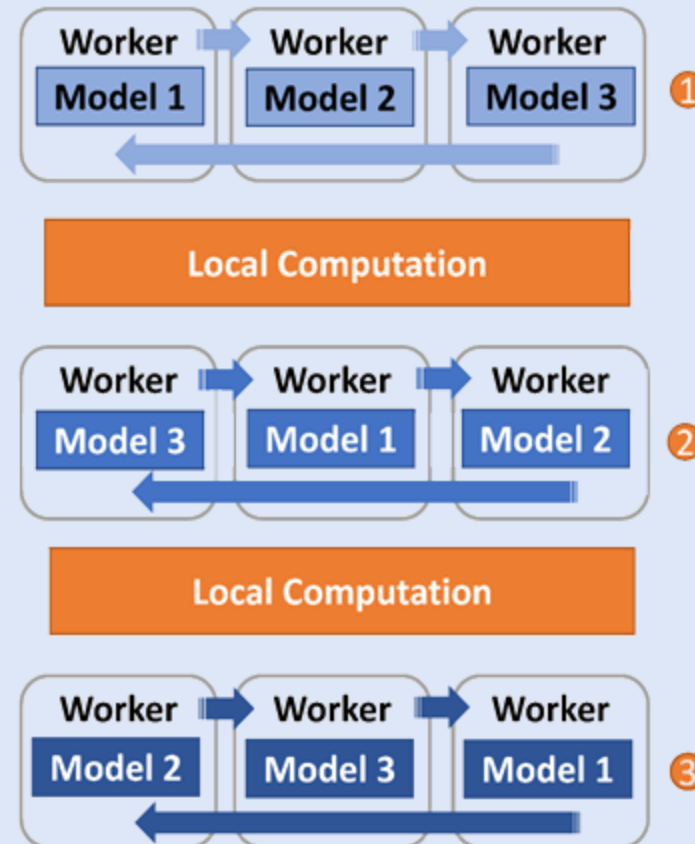 Worker Worker Worker
Model 1 Model 2 Model 3 1
Local Computation
Worker Worker Worker
Model 3 Model 1 Model 2 2
Local Computation
Worker Worker Worker
Model 2 Model 3 Model 1 3